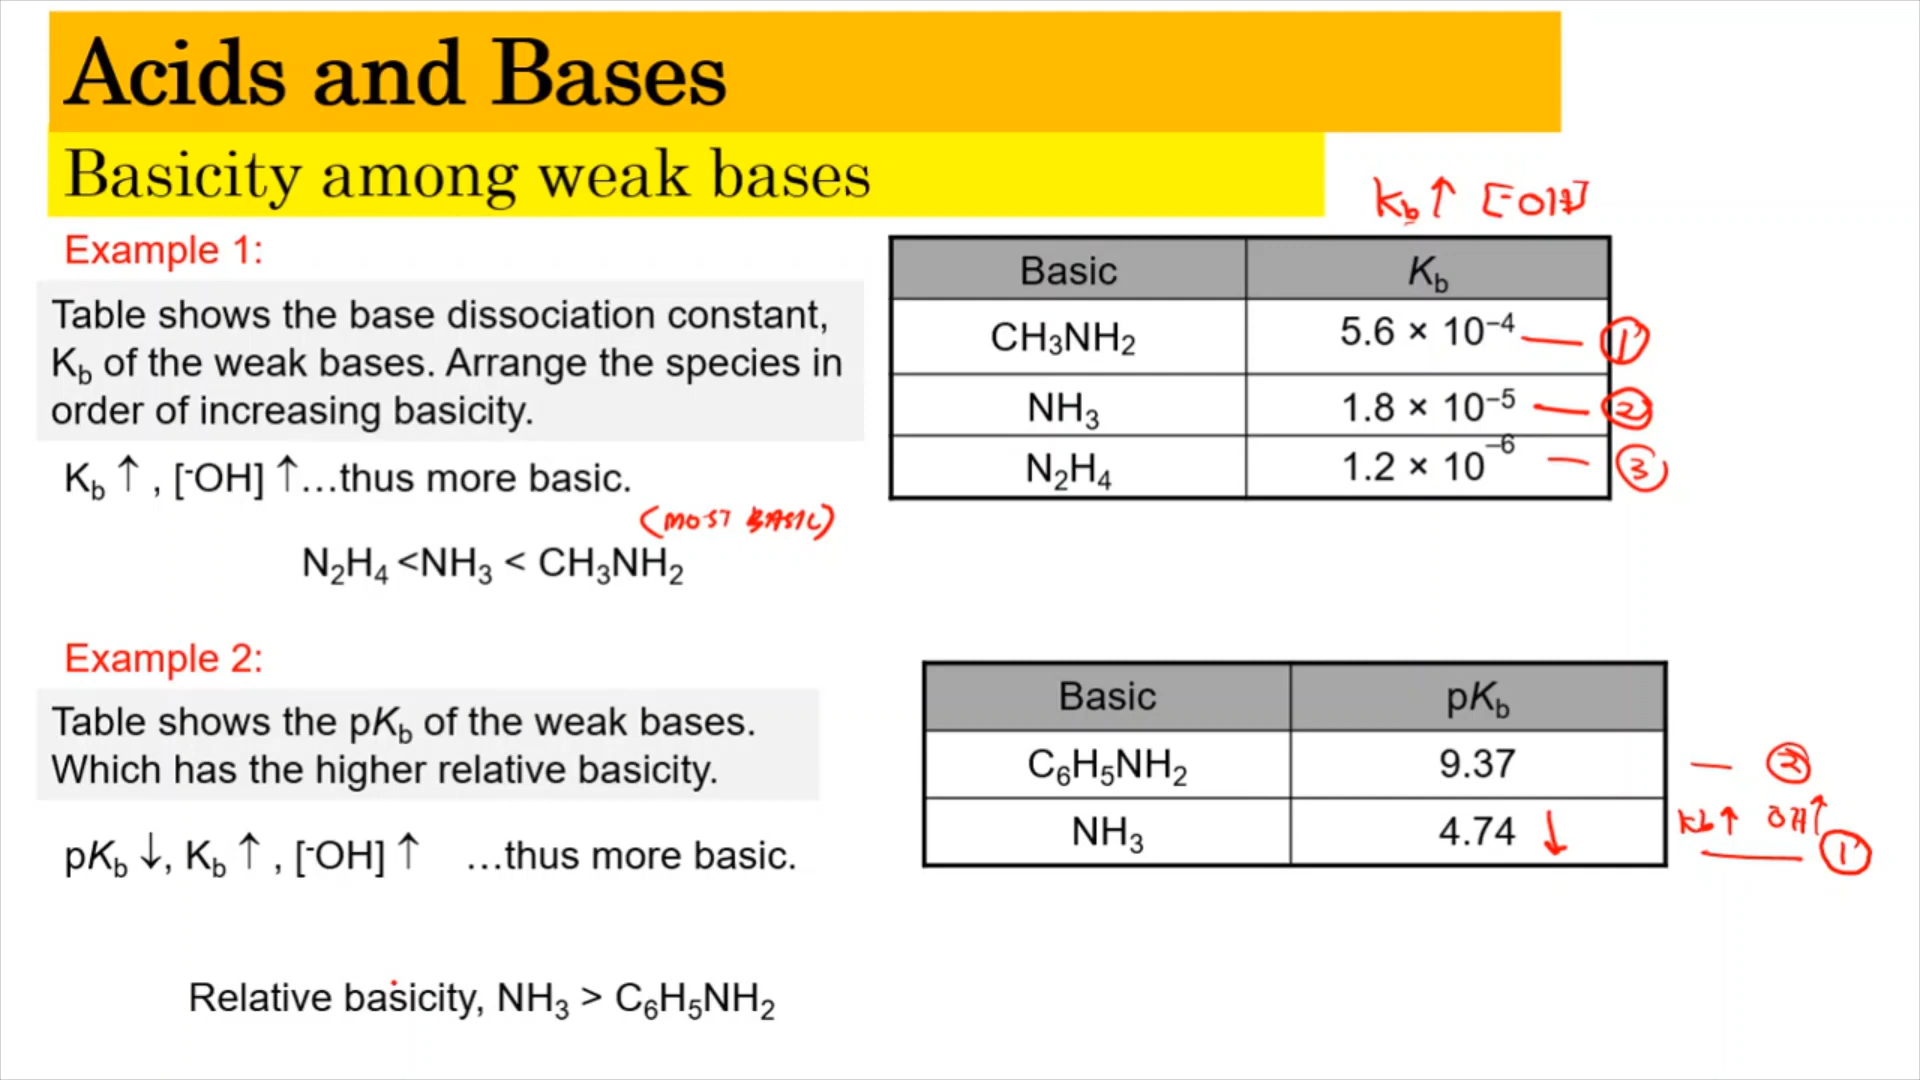 Acids and Bases
Basicity among weak bases
Kb ↑ [-OH]
Example 1:
Table shows the base dissociation constant,
Kb of the weak bases. Arrange the species in
order of increasing basicity.
Kb ↑ , [⁻OH] ↑...thus more basic.
(MOST BASIC)
N₂H₄ <NH₃ < CH₃NH₂
Basic Kb
CH₃NH₂ 5.6 × 10⁻⁴ — ①
NH₃ 1.8 × 10⁻⁵ — ②
N₂H₄ 1.2 × 10⁻⁶ — ③
Example 2:
Table shows the pKb of the weak bases.
Which has the higher relative basicity.
pKb ↓, Kb ↑ , [⁻OH] ↑ ...thus more basic.
Basic pKb
C₆H₅NH₂ 9.37 — ②
NH₃ 4.74 ↓ Kb ↑ OH ↑ — ①
Relative basicity, NH₃ > C₆H₅NH₂